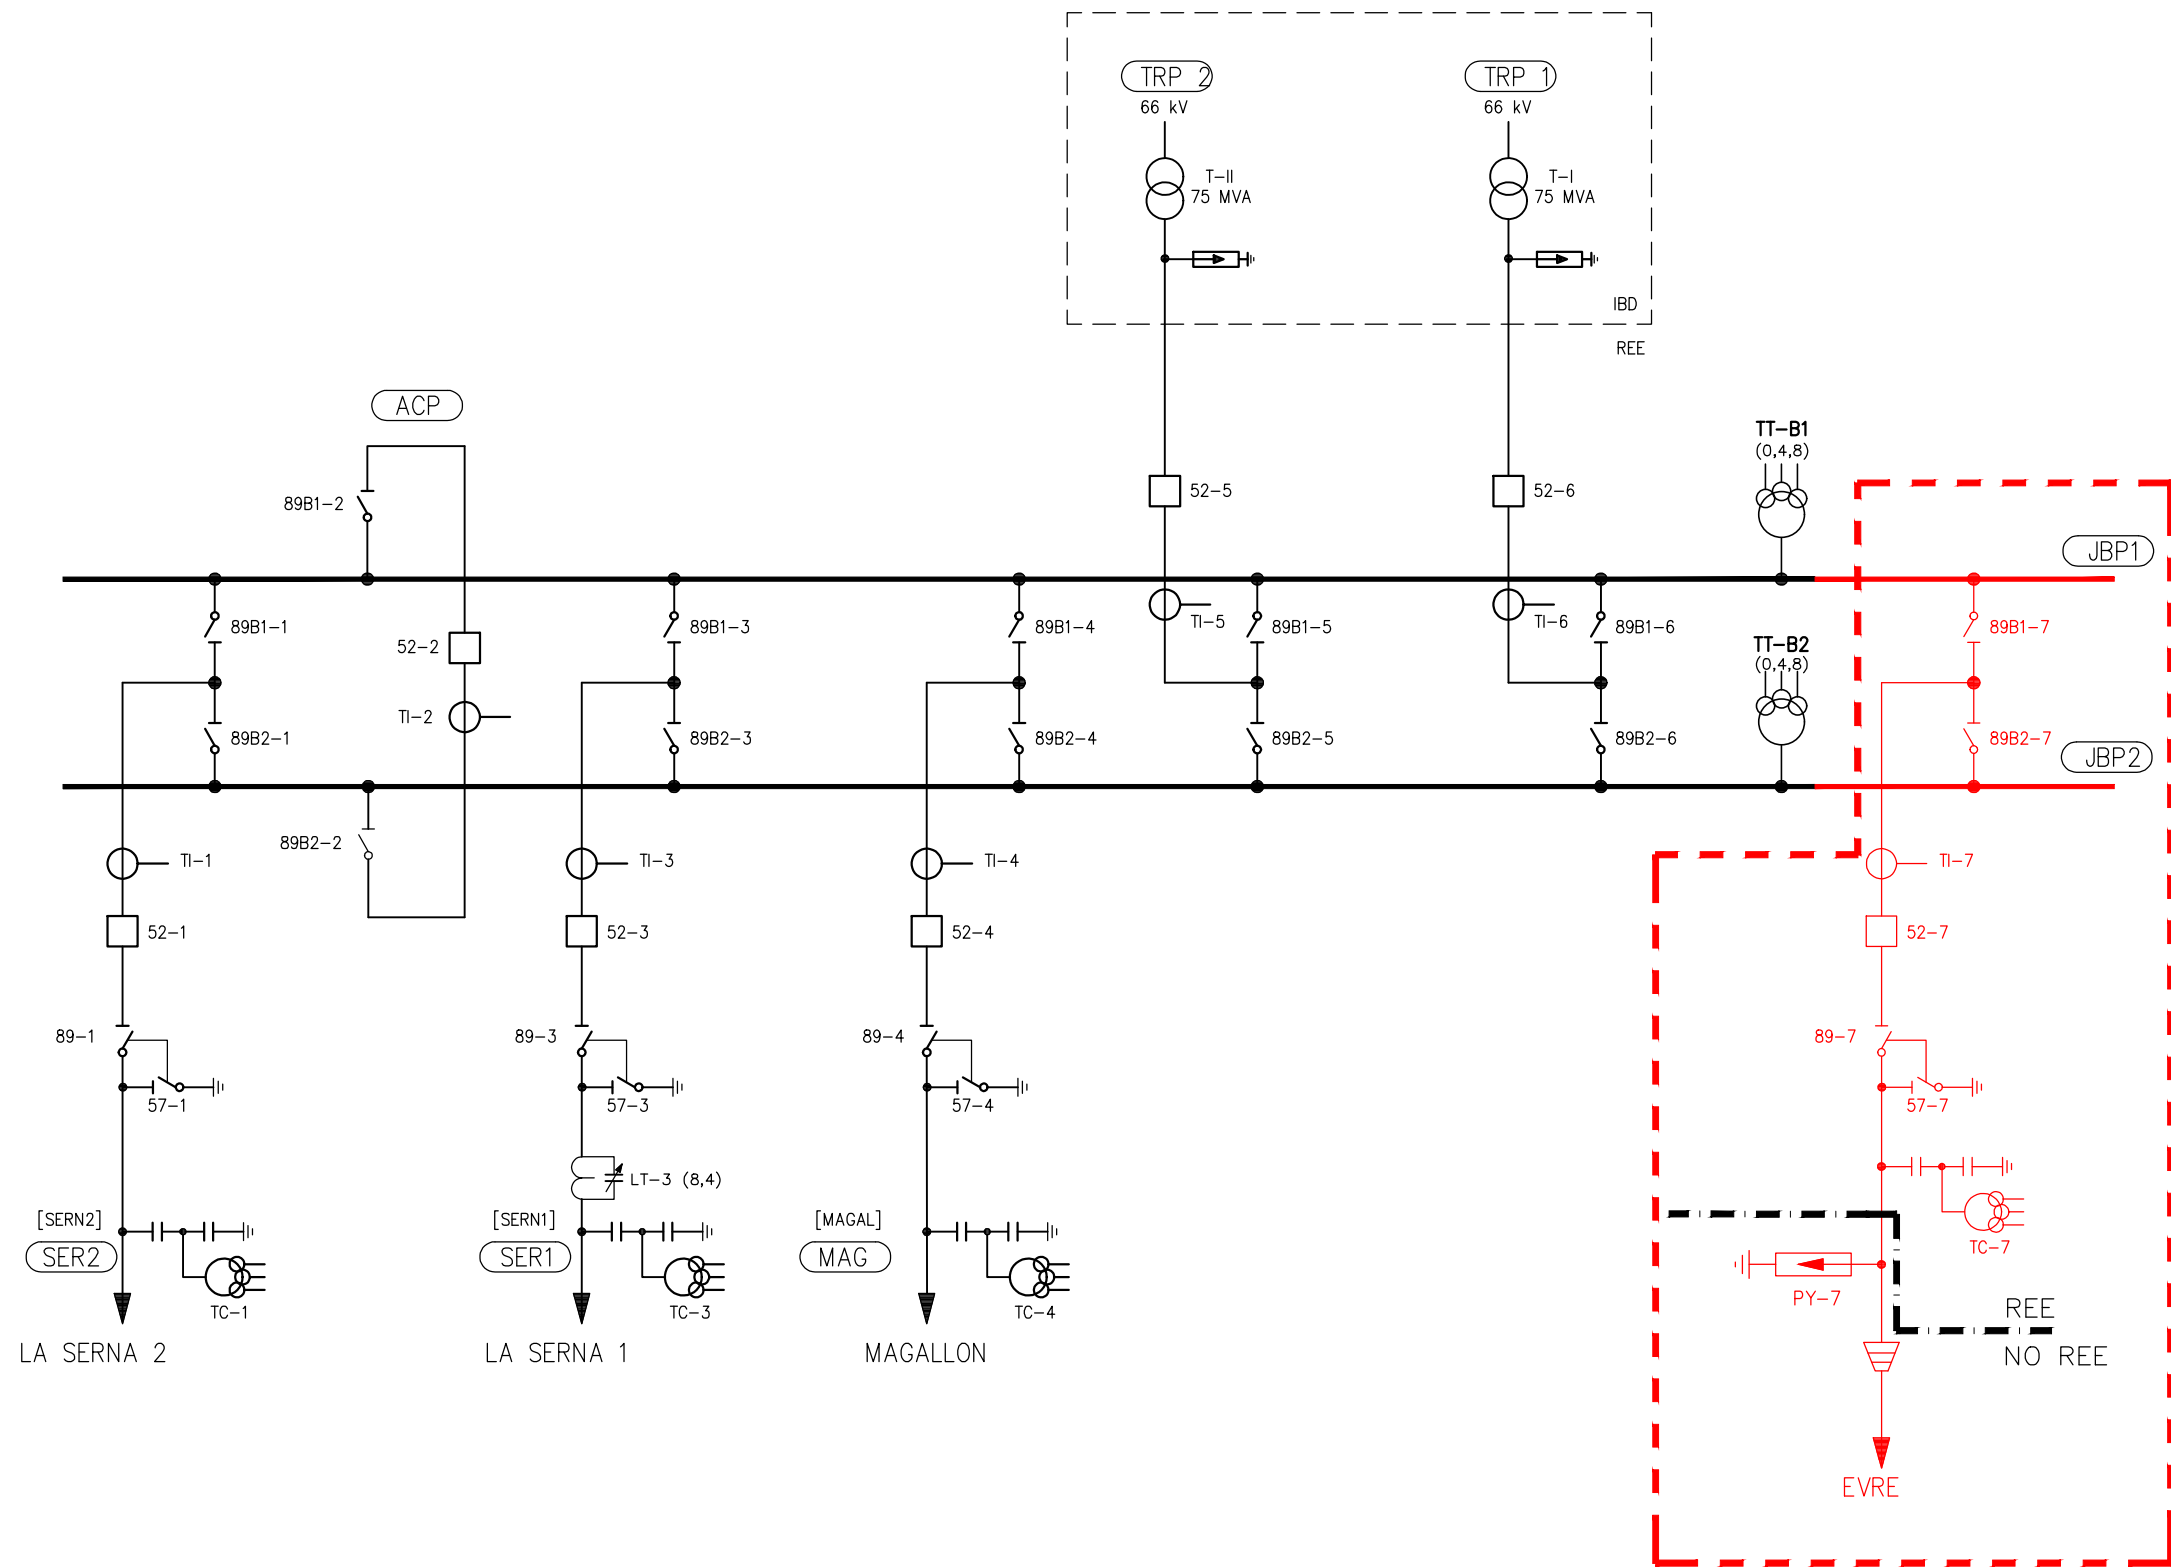 TRP 2
TRP 1
66 kV
66 kV
T-II
75 MVA
T-I
75 MVA
IBD
REE
ACP
TT-B1
(0,4,8)
89B1-2
52-5
52-6
JBP1
89B1-1
52-2
89B1-3
89B1-4
TI-5
89B1-5
TI-6
89B1-6
TT-B2
(0,4,8)
89B1-7
TI-2
89B2-1
89B2-3
89B2-4
89B2-5
89B2-6
89B2-7
JBP2
89B2-2
TI-1
TI-3
TI-4
TI-7
52-1
52-3
52-4
52-7
89-1
89-3
89-4
89-7
57-1
57-3
57-4
57-7
LT-3 (8,4)
[SERN2]
[SERN1]
[MAGAL]
SER2
SER1
MAG
TC-7
TC-1
TC-3
TC-4
PY-7
REE
LA SERNA 2
LA SERNA 1
MAGALLON
NO REE
EVRE